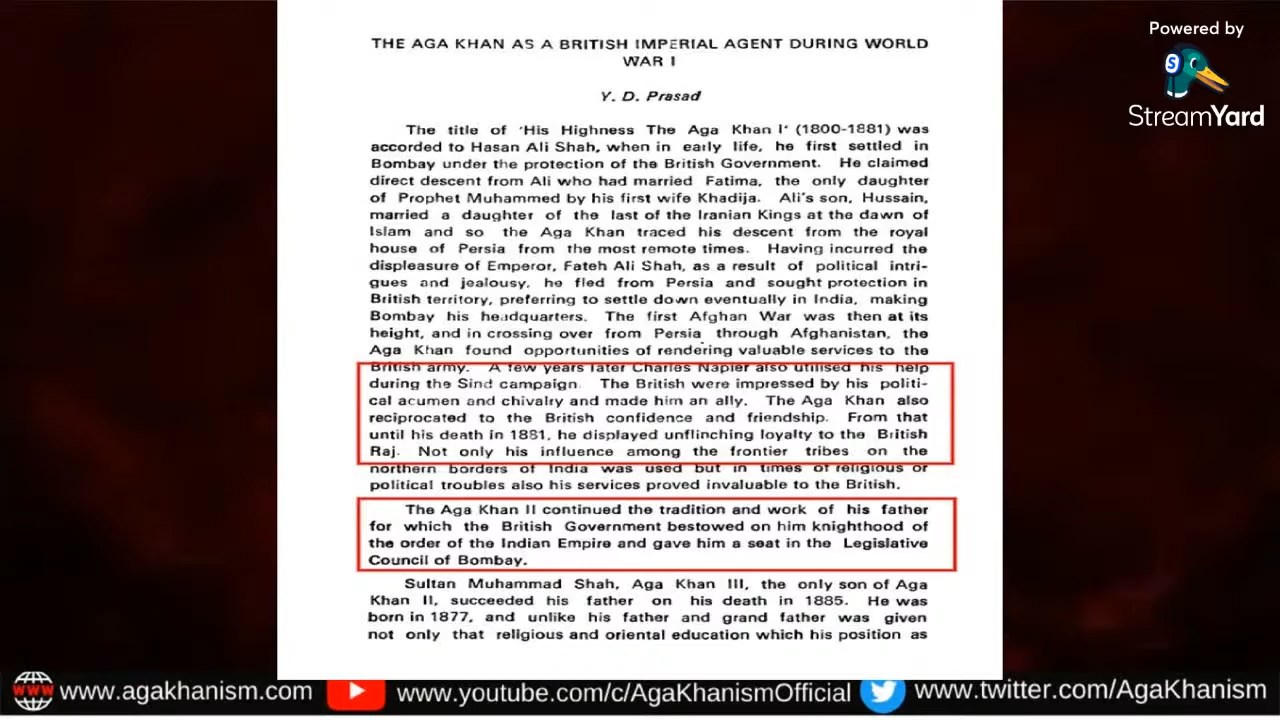 THE AGA KHAN AS A BRITISH IMPERIAL AGENT DURING WORLD
WAR I
Y. D. Prasad
The title of 'His Highness The Aga Khan I' (1800-1881) was
accorded to Hasan Ali Shah, when in early life, he first settled in
Bombay under the protection of the British Government. He claimed
direct descent from Ali who had married Fatima, the only daughter
of Prophet Muhammed by his first wife Khadija. Ali's son, Hussain,
married a daughter of the last of the Iranian Kings at the dawn of
Islam and so the Aga Khan traced his descent from the royal
house of Persia from the most remote times. Having incurred the
displeasure of Emperor, Fateh Ali Shah, as a result of political intri-
gues and jealousy, he fled from Persia and sought protection in
British territory, preferring to settle down eventually in India, making
Bombay his headquarters. The first Afghan War was then at its
height, and in crossing over from Persia through Afghanistan, the
Aga Khan found opportunities of rendering valuable services to the
British army. A few years later Charles Napier also utilised his help
during the Sind campaign. The British were impressed by his politi-
cal acumen and chivalry and made him an ally. The Aga Khan also
reciprocated to the British confidence and friendship. From that
until his death in 1881, he displayed unflinching loyalty to the British
Raj. Not only his influence among the frontier tribes on the
northern borders of India was used but in times of religious or
political troubles also his services proved invaluable to the British.
The Aga Khan II continued the tradition and work of his father
for which the British Government bestowed on him knighthood of
the order of the Indian Empire and gave him a seat in the Legislative
Council of Bombay.
Sultan Muhammad Shah, Aga Khan III, the only son of Aga
Khan II, succeeded his father on his death in 1885. He was
born in 1877, and unlike his father and grand father was given
not only that religious and oriental education which his position as
Powered by
S
StreamYard
www
www.agakhanism.com
www.youtube.com/c/AgaKhanismOfficial
www.twitter.com/AgaKhanism